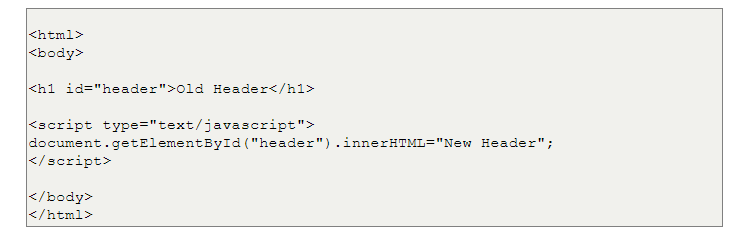 <html>
<body>
<h1 id="header">Old Header</h1>
<script type="text/javascript">
document.getElementById("header").innerHTML="New Header";
</script>
</body>
</html>